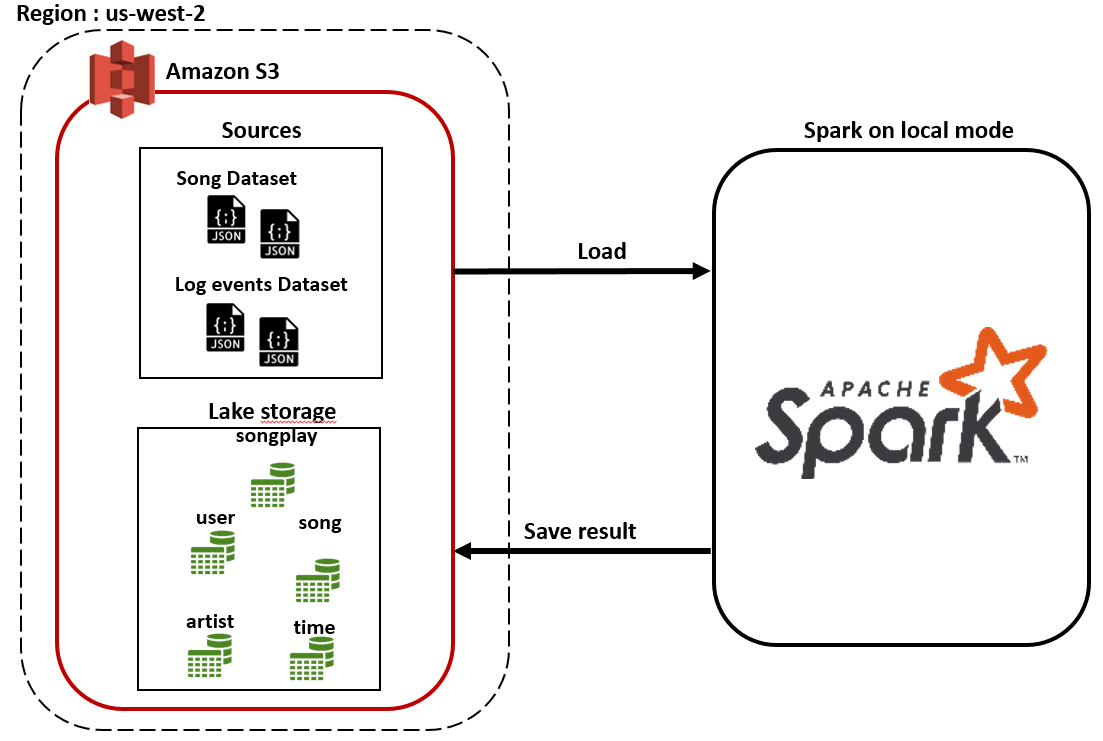 Region : us-west-2
Amazon S3
Sources
Song Dataset
{;}
JSON
{;}
JSON
Log events Dataset
{;}
JSON
{;}
JSON
Lake storage
songplay
user
song
artist
time
Load
Save result
Spark on local mode
APACHE
Spark™